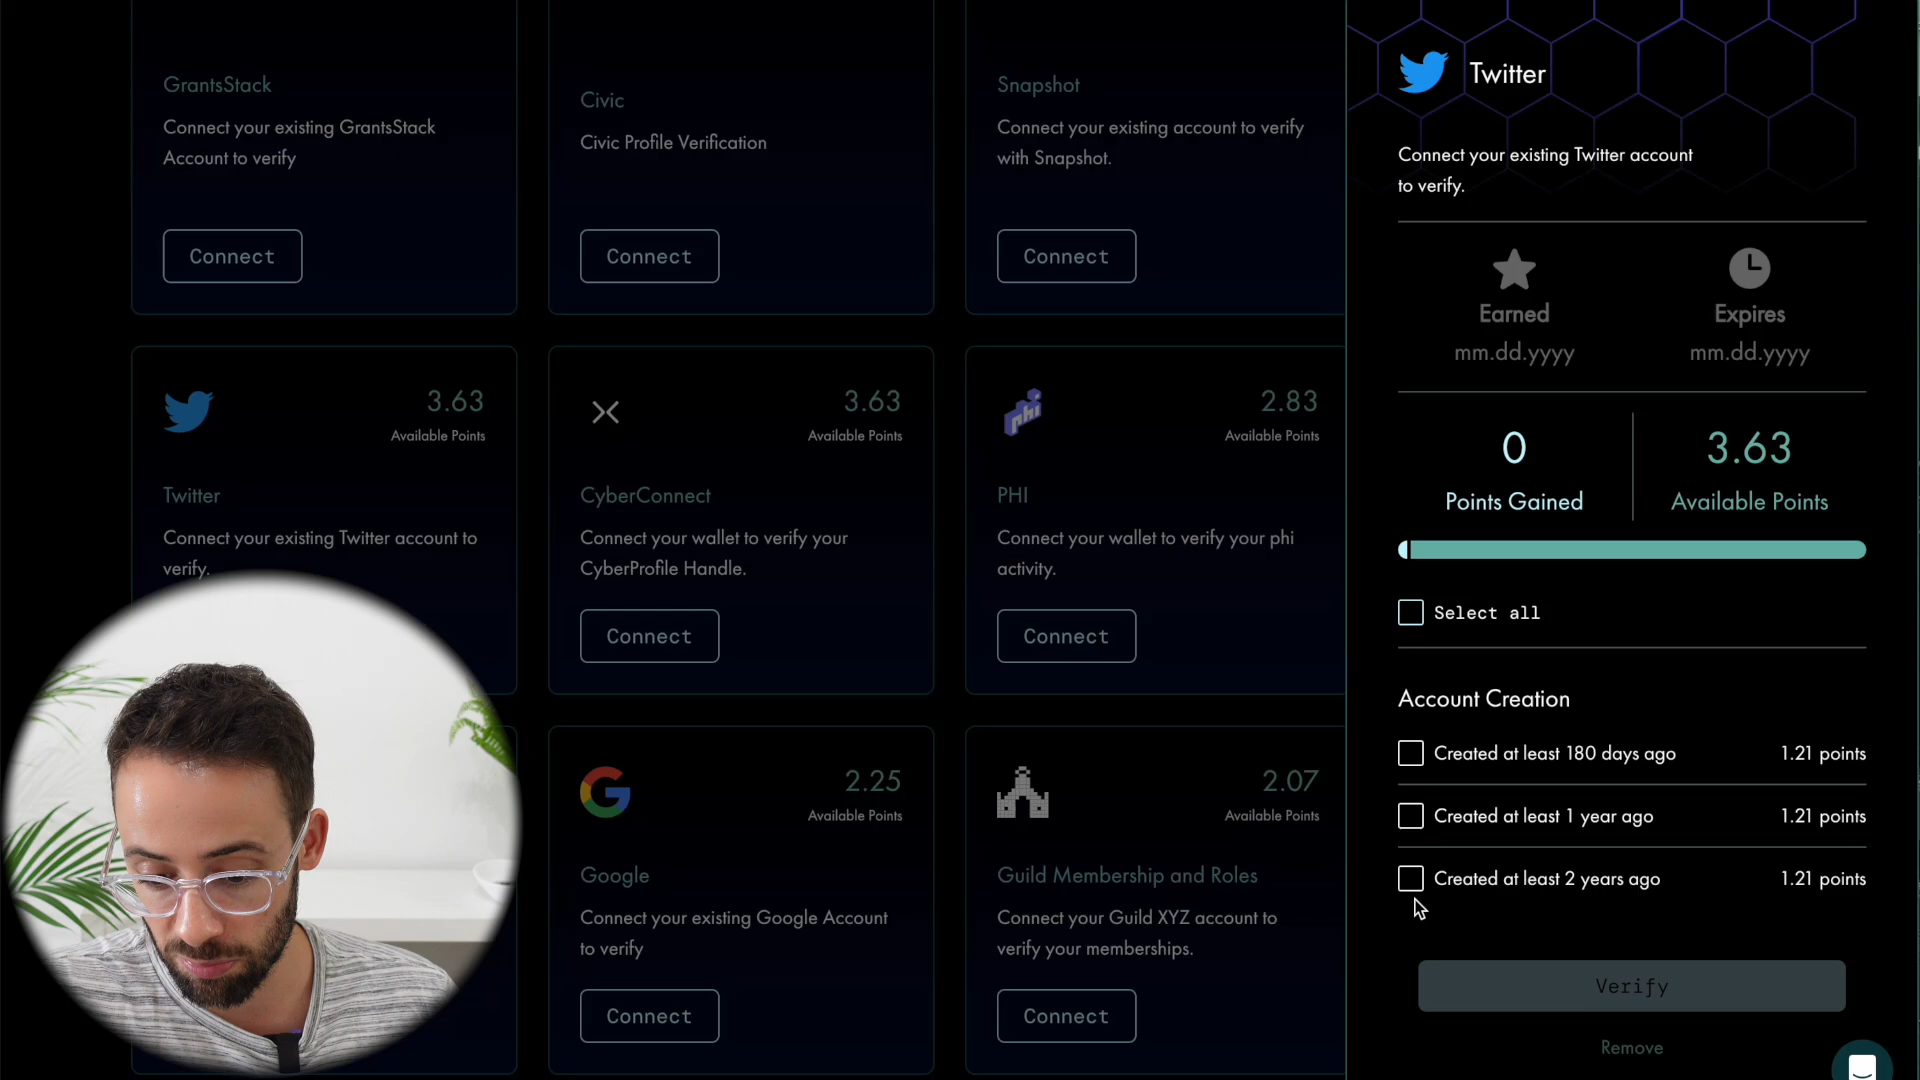 GrantsStack
Connect your existing GrantsStack
Account to verify
Connect
Civic
Civic Profile Verification
Connect
Snapshot
Connect your existing account to verify
with Snapshot.
Connect
3.63
Available Points
Twitter
Connect your existing Twitter account to
verify.
3.63
Available Points
CyberConnect
Connect your wallet to verify your
CyberProfile Handle.
Connect
phi
2.83
Available Points
PHI
Connect your wallet to verify your phi
activity.
Connect
2.25
Available Points
Google
Connect your existing Google Account
to verify
Connect
2.07
Available Points
Guild Membership and Roles
Connect your Guild XYZ account to
verify your memberships.
Connect
Twitter
Connect your existing Twitter account
to verify.
Earned
mm.dd.yyyy
Expires
mm.dd.yyyy
0
Points Gained
3.63
Available Points
Select all
Account Creation
Created at least 180 days ago 1.21 points
Created at least 1 year ago 1.21 points
Created at least 2 years ago 1.21 points
Verify
Remove